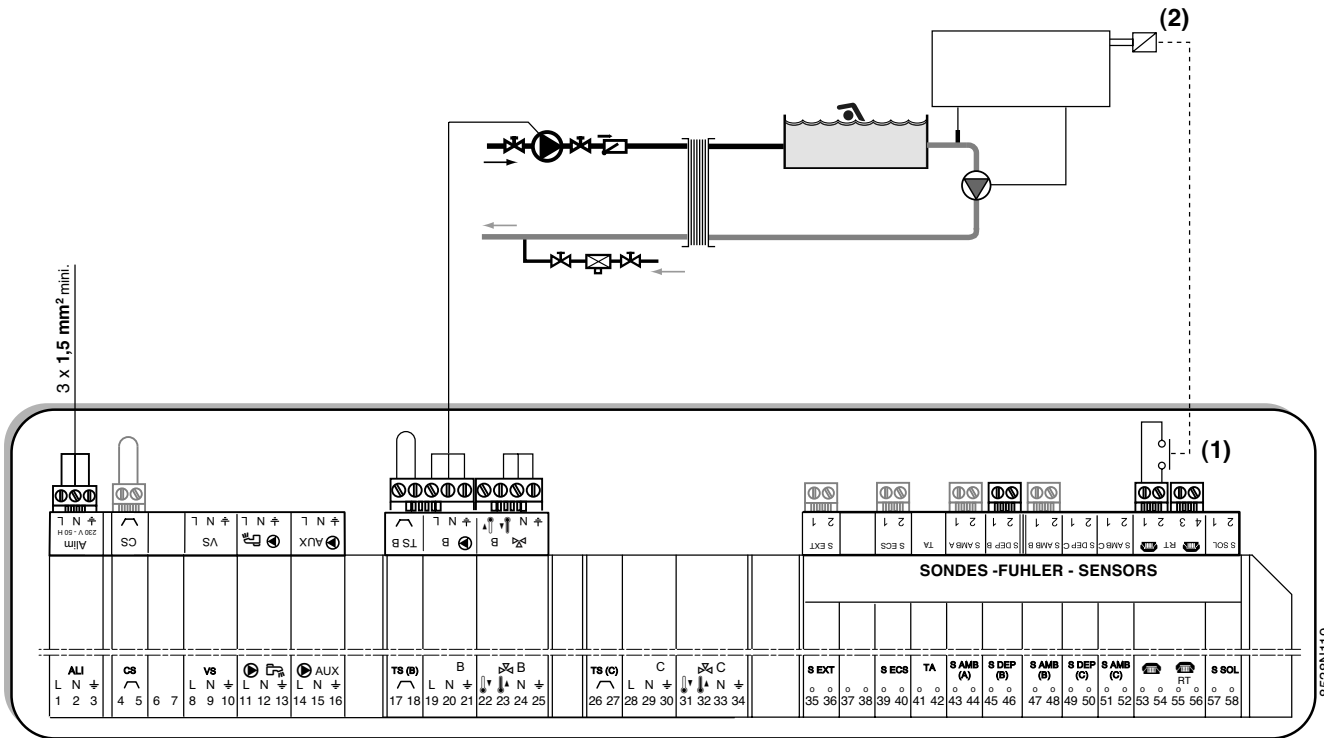 (2)
3 x 1,5 mm² mini.
(1)
L N
230 V - 50 H
Alim
CS
L N
VS
L N
L N
AUX
TS B
L N
B
N
B
1 2
S EXT
1 2
S ECS
TA
1 2
S AMB A
1 2
S DEP B
1 2
S AMB B
1 2
S DEP C
1 2
S AMB C
1 2 3 4
RT
1 2
S SOL
SONDES -FUHLER - SENSORS
ALI CS VS AUX TS (B) B B TS (C) C C S EXT S ECS TA S AMB (A) S DEP (B) S AMB (B) S DEP (C) S AMB (C) RT S SOL
L N L N L N L N L N N L N N
1 2 3 4 5 6 7 8 9 10 11 12 13 14 15 16 17 18 19 20 21 22 23 24 25 26 27 28 29 30 31 32 33 34 35 36 37 38 39 40 41 42 43 44 45 46 47 48 49 50 51 52 53 54 55 56 57 58